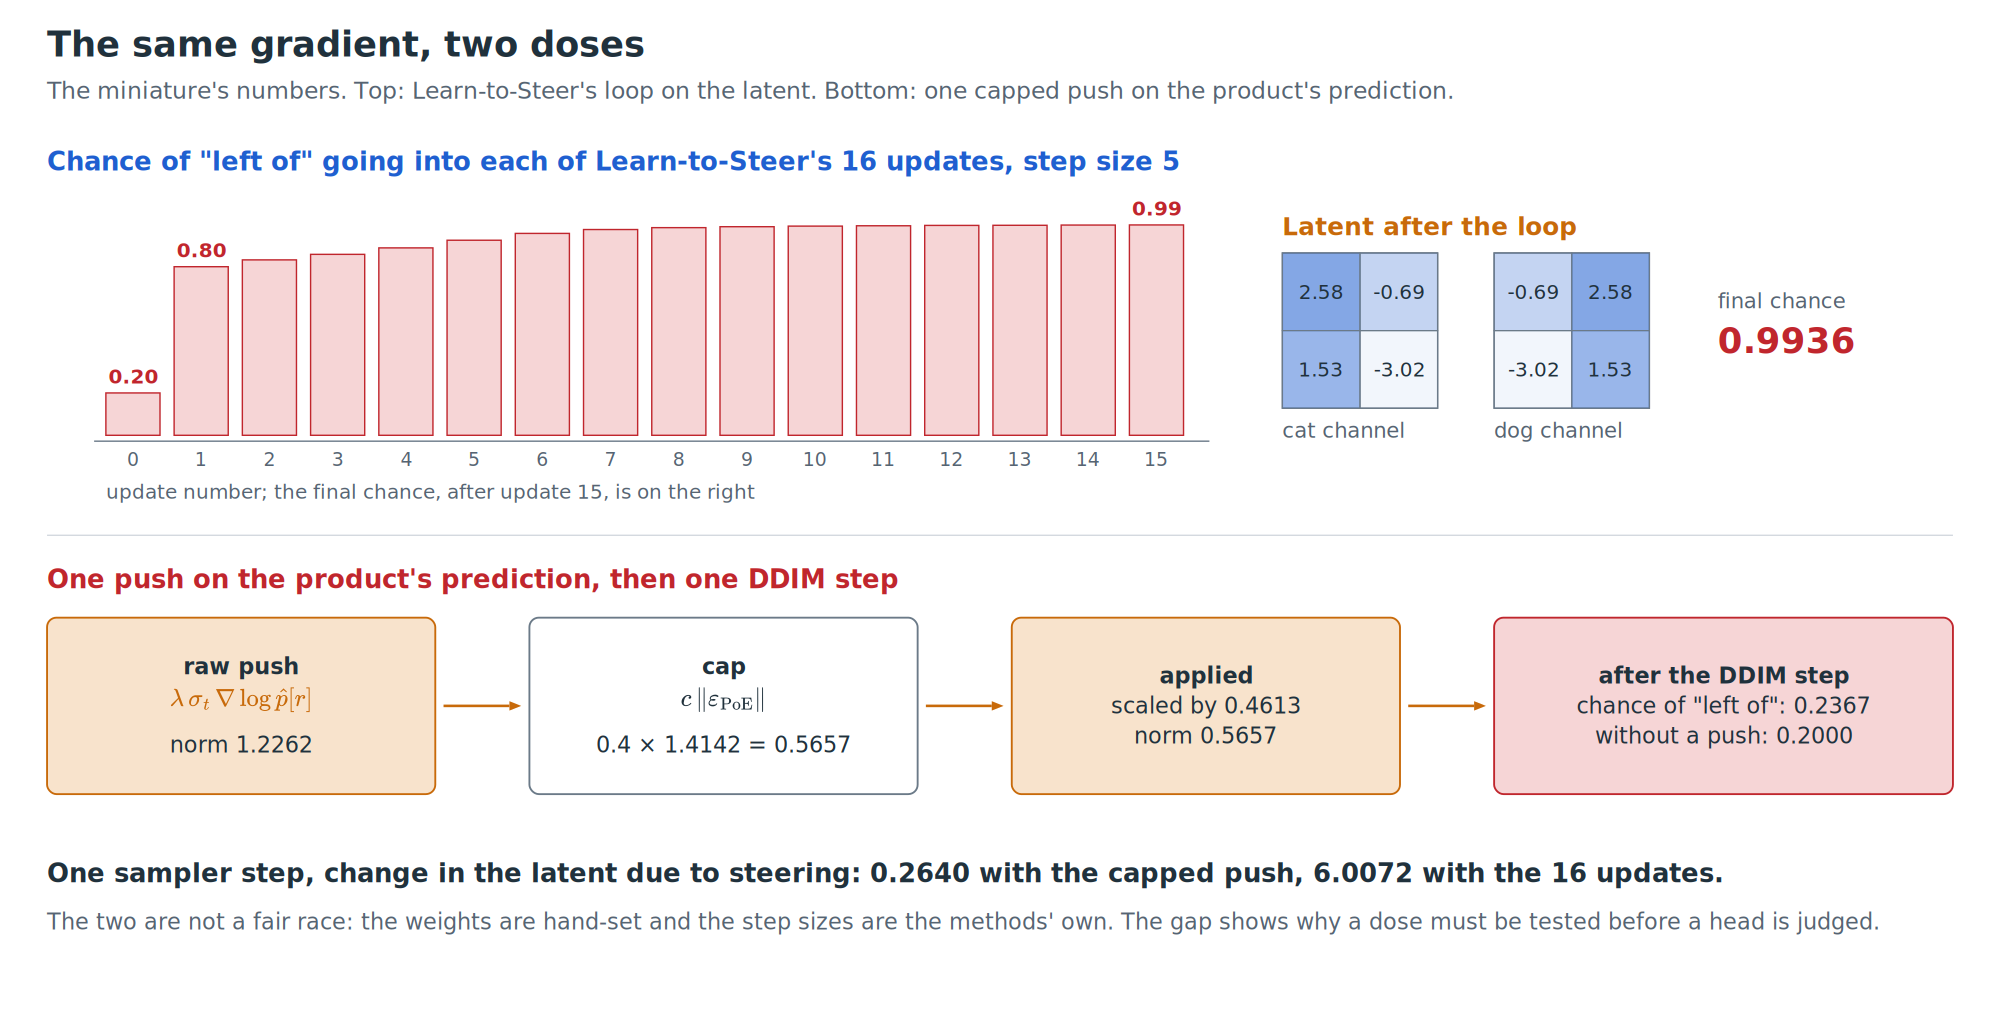 The same gradient, two doses
The miniature's numbers. Top: Learn-to-Steer's loop on the latent. Bottom: one capped push on the product's prediction.
Chance of "left of" going into each of Learn-to-Steer's 16 updates, step size 5
0.20
0.80
0.99
0 1 2 3 4 5 6 7 8 9 10 11 12 13 14 15
update number; the final chance, after update 15, is on the right
Latent after the loop
2.58 -0.69
1.53 -3.02
cat channel
-0.69 2.58
-3.02 1.53
dog channel
final chance
0.9936
One push on the product's prediction, then one DDIM step
raw push
λ σ_t ∇ log p̂[r]
norm 1.2262
cap
c ‖ε_PoE‖
0.4 × 1.4142 = 0.5657
applied
scaled by 0.4613
norm 0.5657
after the DDIM step
chance of "left of": 0.2367
without a push: 0.2000
One sampler step, change in the latent due to steering: 0.2640 with the capped push, 6.0072 with the 16 updates.
The two are not a fair race: the weights are hand-set and the step sizes are the methods' own. The gap shows why a dose must be tested before a head is judged.